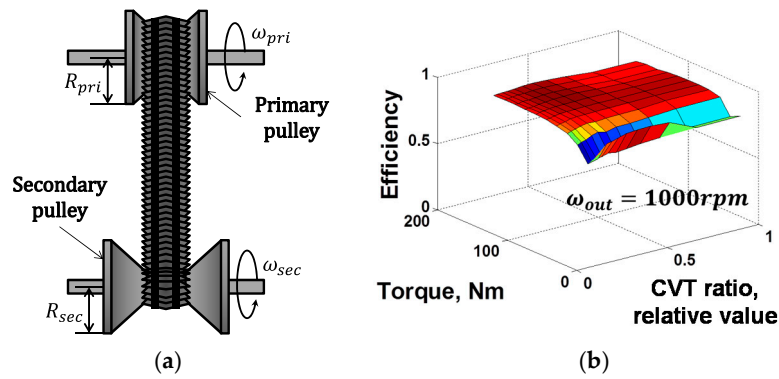 (a)
R_pri
ω_pri
Primary
pulley
Secondary
pulley
R_sec
ω_sec
(b)
Efficiency
1
0.5
0
200
100
0
0
0.5
1
ω_out = 1000rpm
Torque, Nm
CVT ratio,
relative value